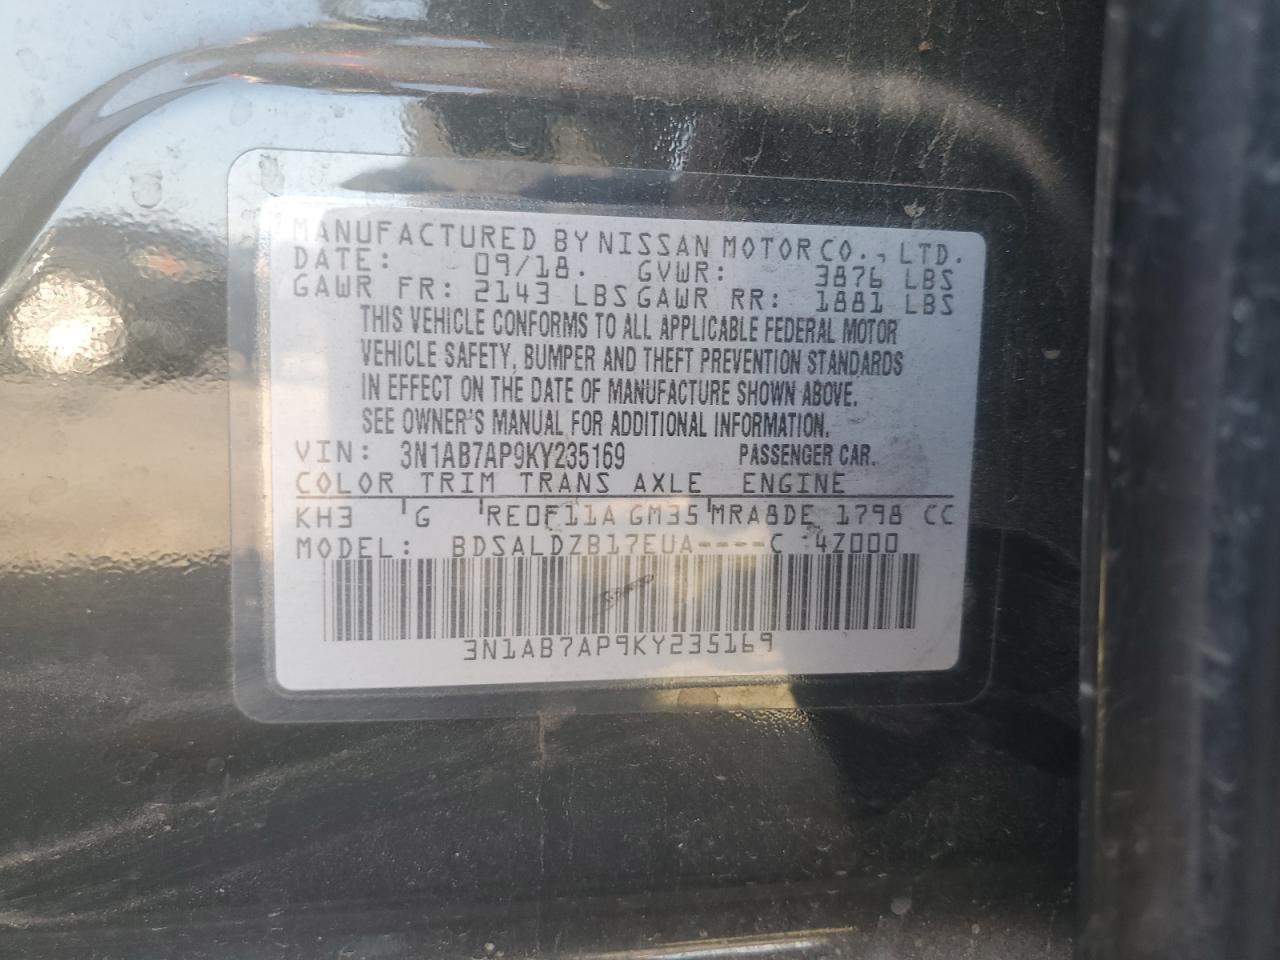 MANUFACTURED BY NISSAN MOTOR CO., LTD.
DATE: 09/18. GVWR: 3876 LBS
GAWR FR: 2143 LBS GAWR RR: 1881 LBS
THIS VEHICLE CONFORMS TO ALL APPLICABLE FEDERAL MOTOR
VEHICLE SAFETY, BUMPER AND THEFT PREVENTION STANDARDS
IN EFFECT ON THE DATE OF MANUFACTURE SHOWN ABOVE.
SEE OWNER'S MANUAL FOR ADDITIONAL INFORMATION.
VIN: 3N1AB7AP9KY235169 PASSENGER CAR.
COLOR TRIM TRANS AXLE ENGINE
KH3 G RE0F11A GM35 MRA8DE 1798 CC
MODEL: BDSALDZB17EUA----C 4Z000
3N1AB7AP9KY235169